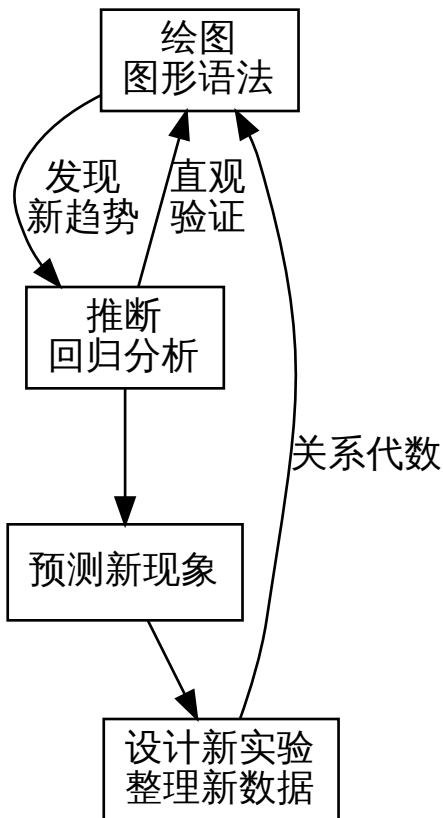 绘图
图形语法
发现
新趋势
直观
验证
推断
回归分析
关系代数
预测新现象
设计新实验
整理新数据